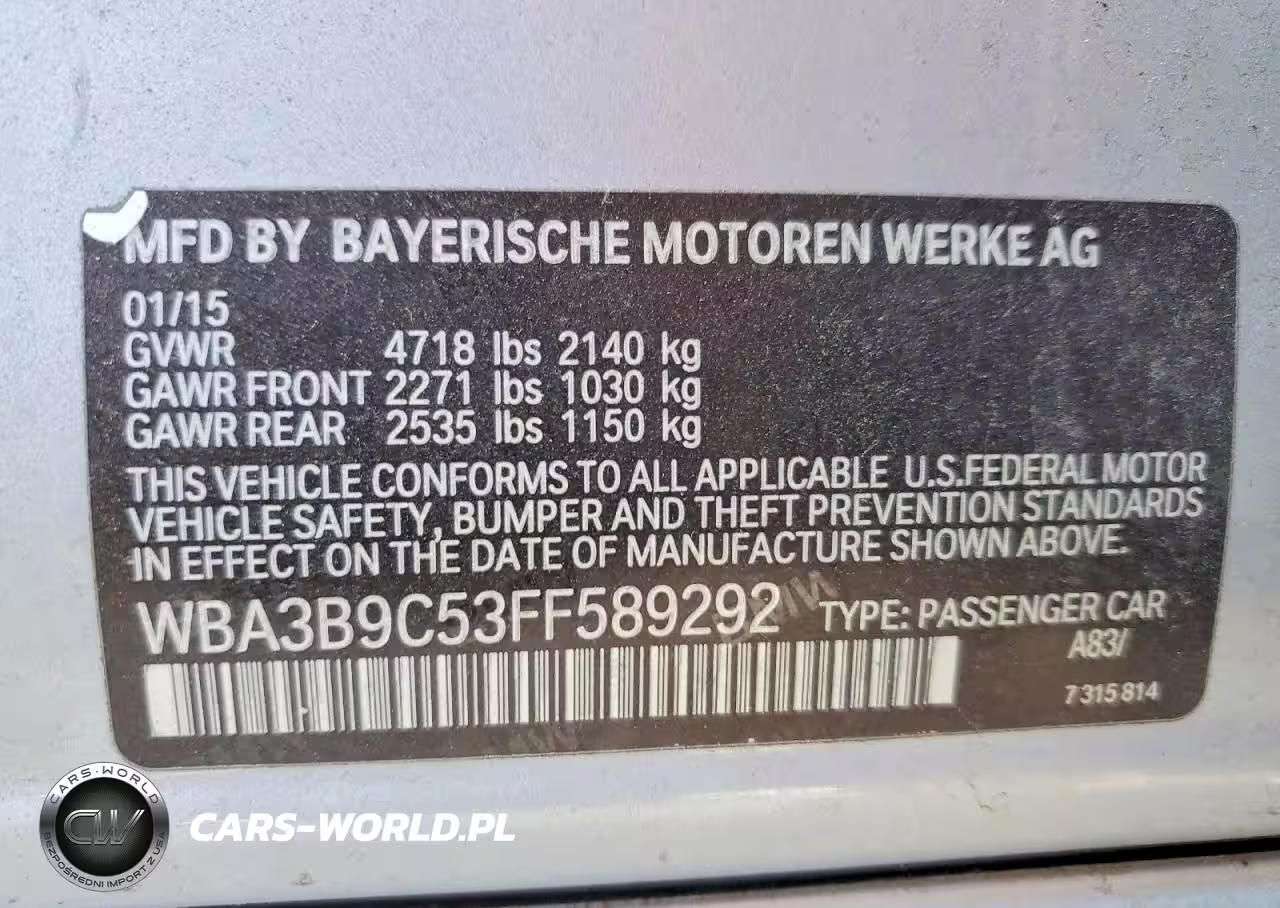 MFD BY BAYERISCHE MOTOREN WERKE AG
01/15
GVWR 4718 lbs 2140 kg
GAWR FRONT 2271 lbs 1030 kg
GAWR REAR 2535 lbs 1150 kg
THIS VEHICLE CONFORMS TO ALL APPLICABLE U.S.FEDERAL MOTOR
VEHICLE SAFETY, BUMPER AND THEFT PREVENTION STANDARDS
IN EFFECT ON THE DATE OF MANUFACTURE SHOWN ABOVE.
WBA3B9C53FF589292 TYPE: PASSENGER CAR
A83/
7 315 814
CARS-WORLD
CW
BEZPOŚREDNI IMPORT Z USA
CARS-WORLD.PL